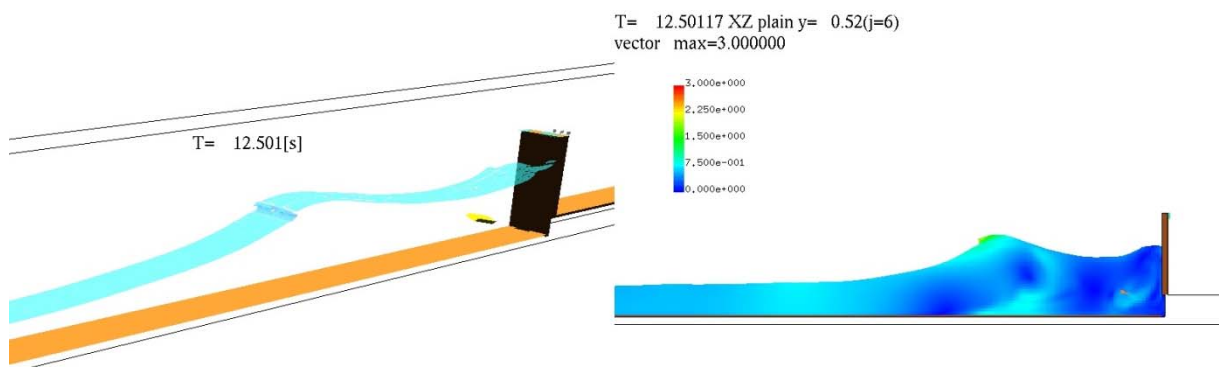 T= 12.501[s]
T= 12.50117 XZ plain y= 0.52(j=6)
vector max=3.000000
3.000e+000
2.250e+000
1.500e+000
7.500e-001
0.000e+000